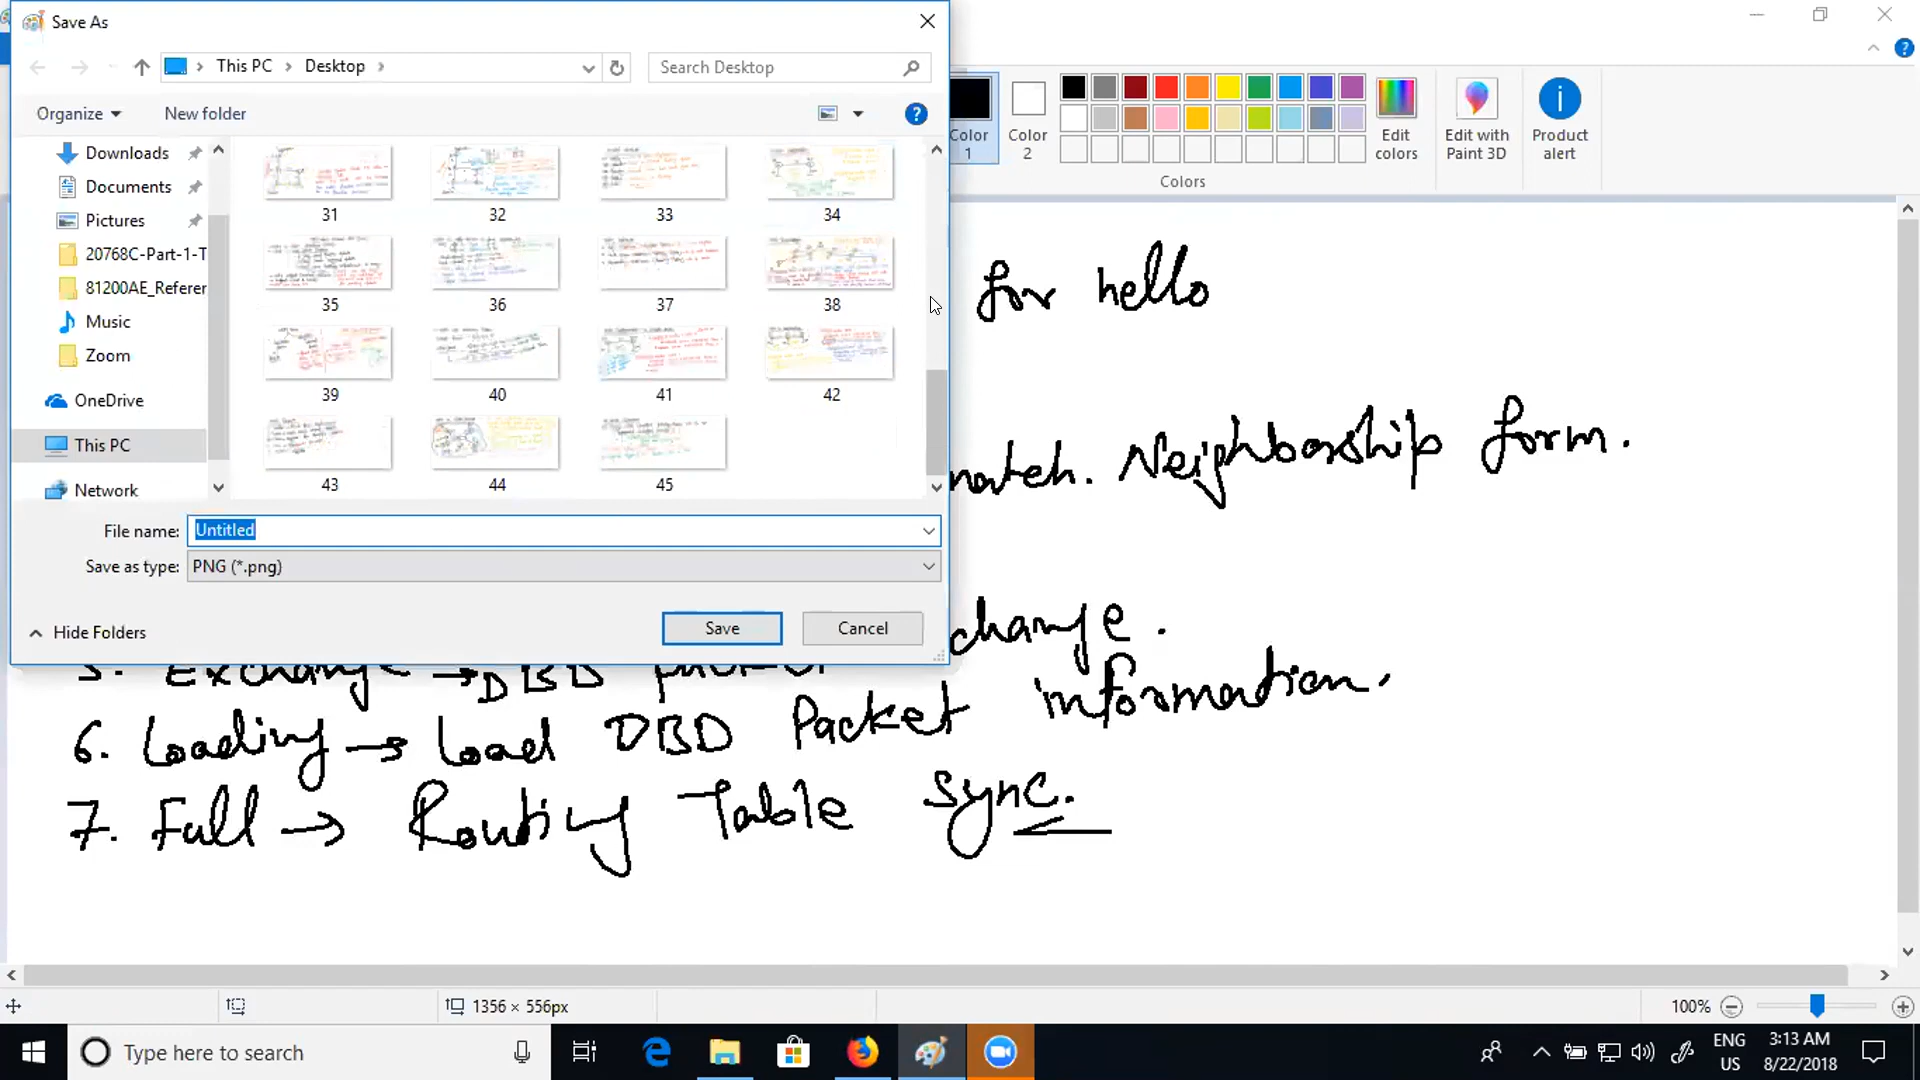 Save As
This PC
Desktop
Search Desktop
Organize
New folder
Downloads
Documents
Pictures
20768C-Part-1-T
81200AE_Referer
Music
Zoom
OneDrive
This PC
Network
31
32
33
34
35
36
37
38
39
40
41
42
43
44
45
File name:
Untitled
Save as type:
PNG (*.png)
Hide Folders
Save
Cancel
Color 1
Color 2
Edit colors
Edit with Paint 3D
Product alert
Colors
for hello
match. Neighborship form.
change.
5. Exchange → DBD
6. Loading → Load DBD Packet information.
7. Full → Routing Table sync.
1356 × 556px
100%
Type here to search
ENG
US
3:13 AM
8/22/2018